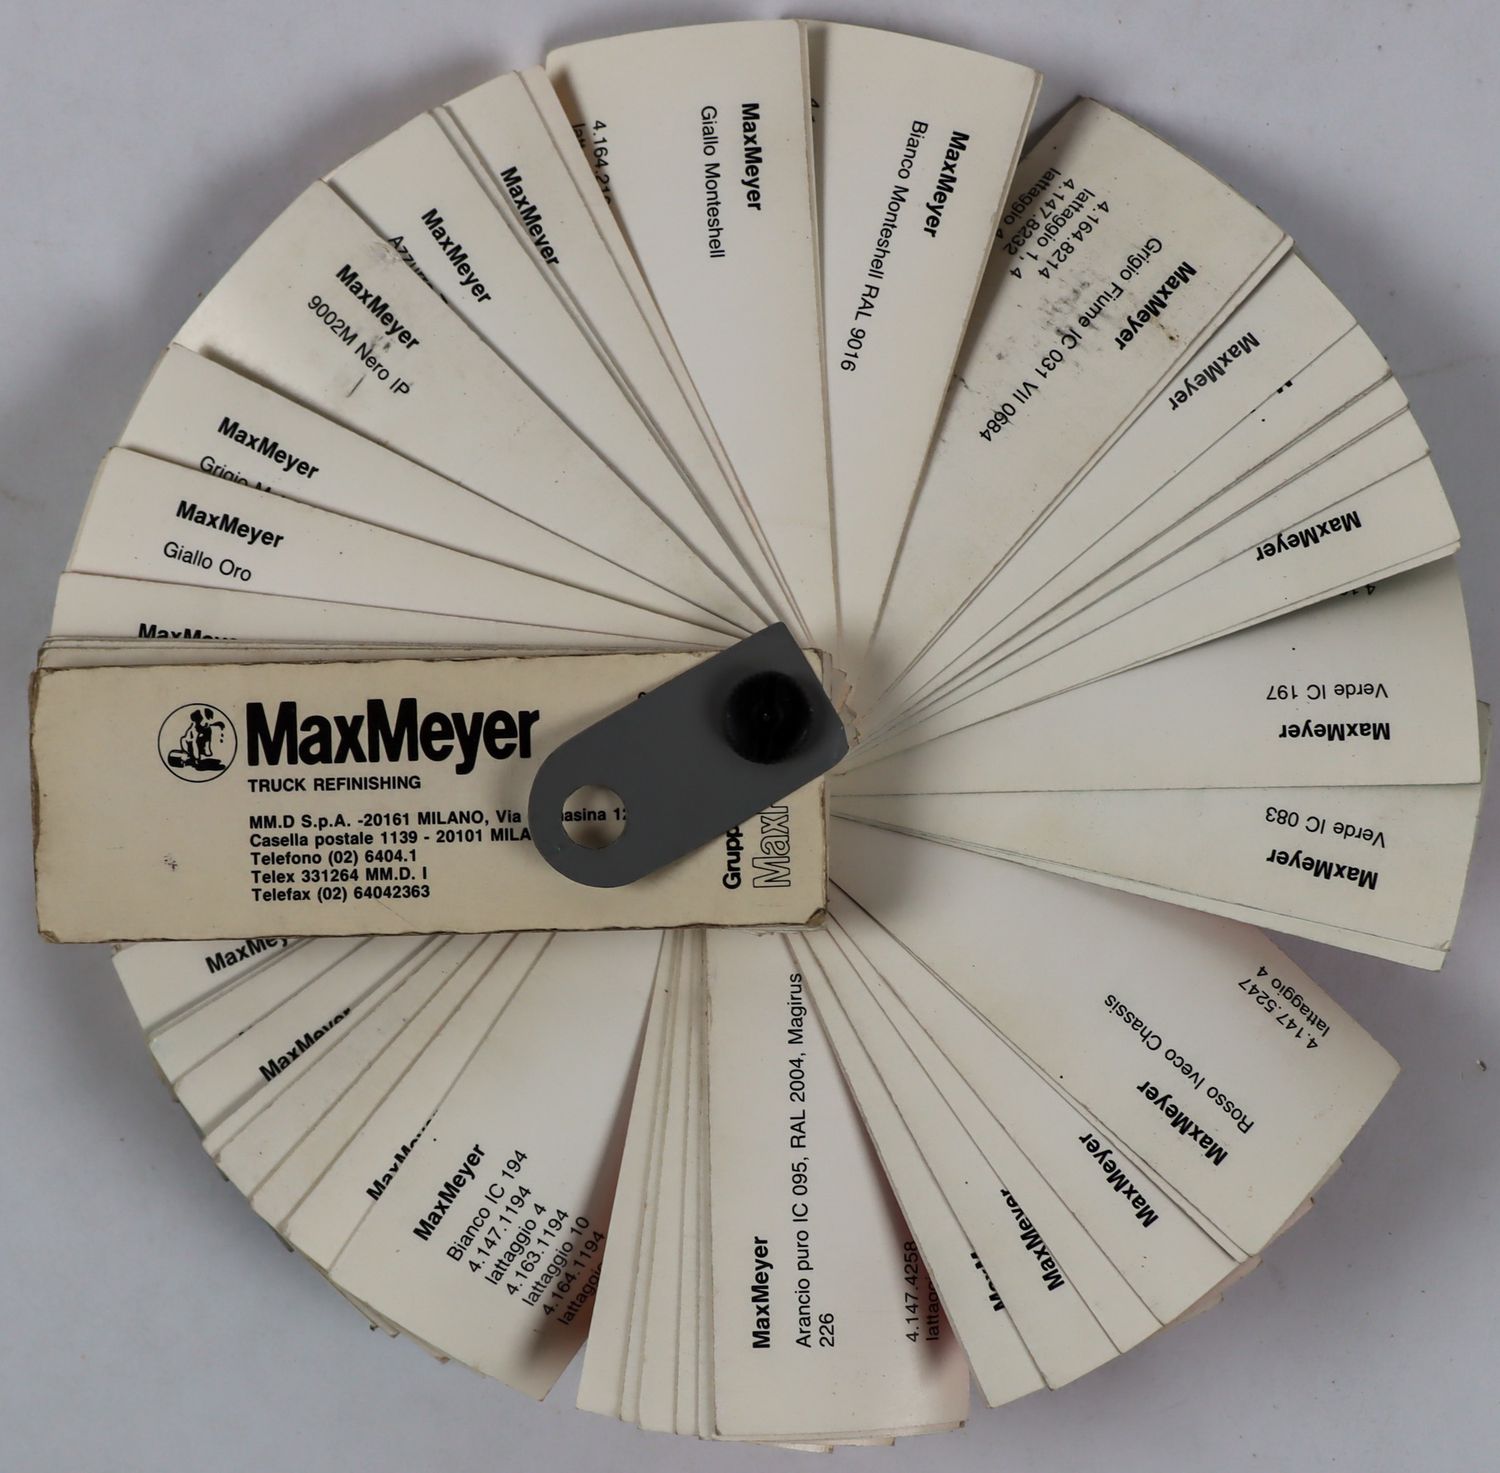 MaxMeyer
TRUCK REFINISHING
MM.D S.p.A. -20161 MILANO, Via
Casella postale 1139 - 20101
Telefono (02) 6404.1
Telex 331264 MM.D. I
Telefax (02) 64042363
MaxMeyer
Giallo Oro
MaxMeyer
Grigio
MaxMeyer
9002M Nero IP
MaxMeyer
MaxMeyer
MaxMeyer
Giallo Monteshell
MaxMeyer
Bianco Monteshell RAL 9016
MaxMeyer
Grigio Fiume IC 031 VII 0684
4.164.8214
lattaggio 1, 4
4.147.8232
lattaggio 4
MaxMeyer
MaxMeyer
Verde IC 197
MaxMeyer
Verde IC 083
MaxMeyer
MaxMeyer
Rosso Iveco Chassis
4.147.5247
lattaggio 4
MaxMeyer
MaxMeyer
MaxMeyer
Arancio puro IC 095, RAL 2004, Magirus
226
4.147.4258
MaxMeyer
Bianco IC 194
4.147.1194
lattaggio 4
4.163.1194
lattaggio 10
4.164.1194
MaxMeyer